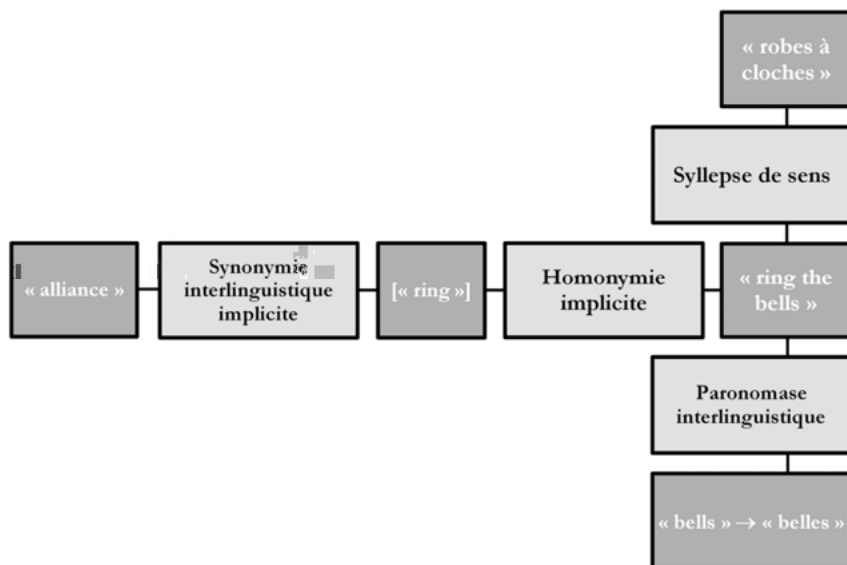 « robes à
cloches »
Syllepse de sens
« alliance »
Synonymie
interlinguistique
implicite
[« ring »]
Homonymie
implicite
« ring the
bells »
Paronomase
interlinguistique
« bells » → « belles »